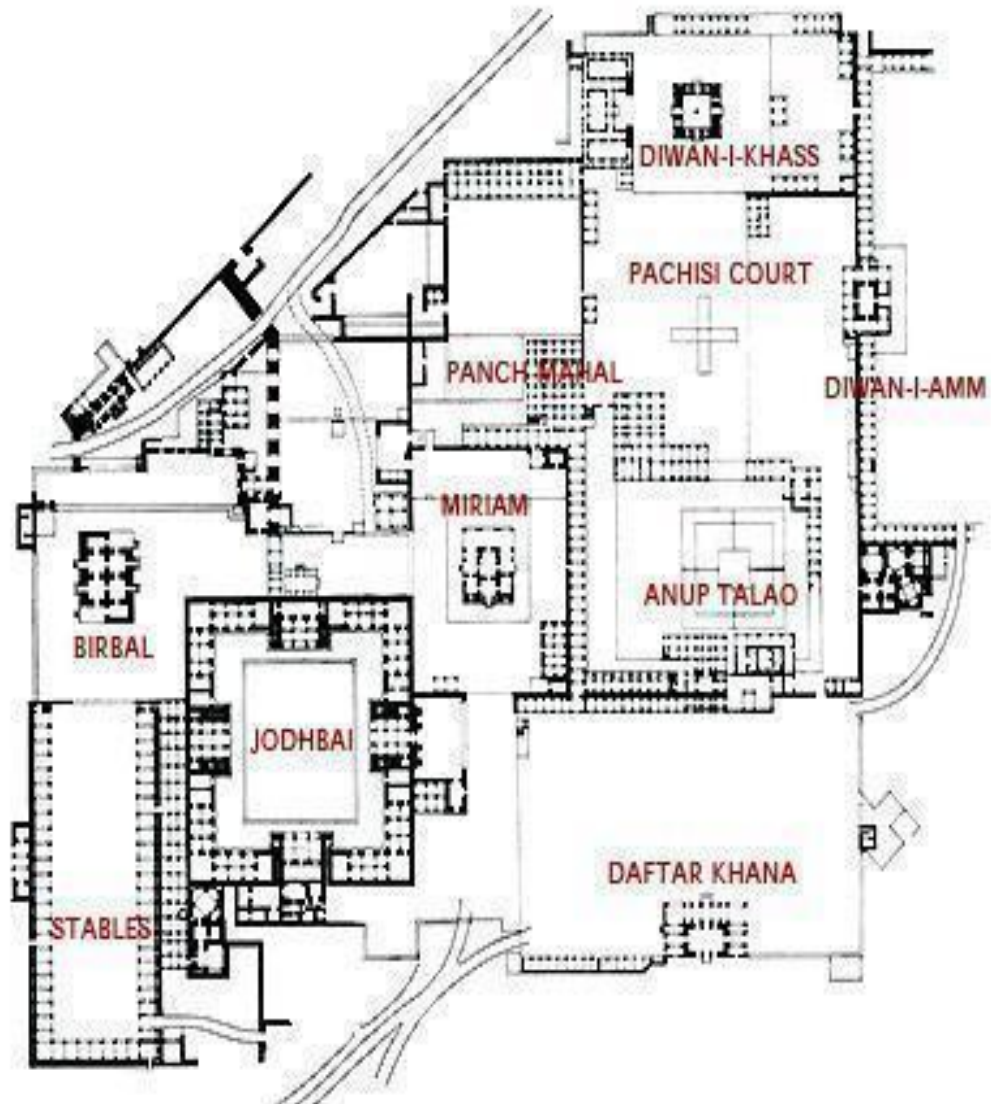 DIWAN-I-KHASS
PACHISI COURT
PANCH MAHAL
DIWAN-I-AMM
MIRIAM
ANUP TALAO
BIRBAL
JODHBAI
DAFTAR KHANA
STABLES